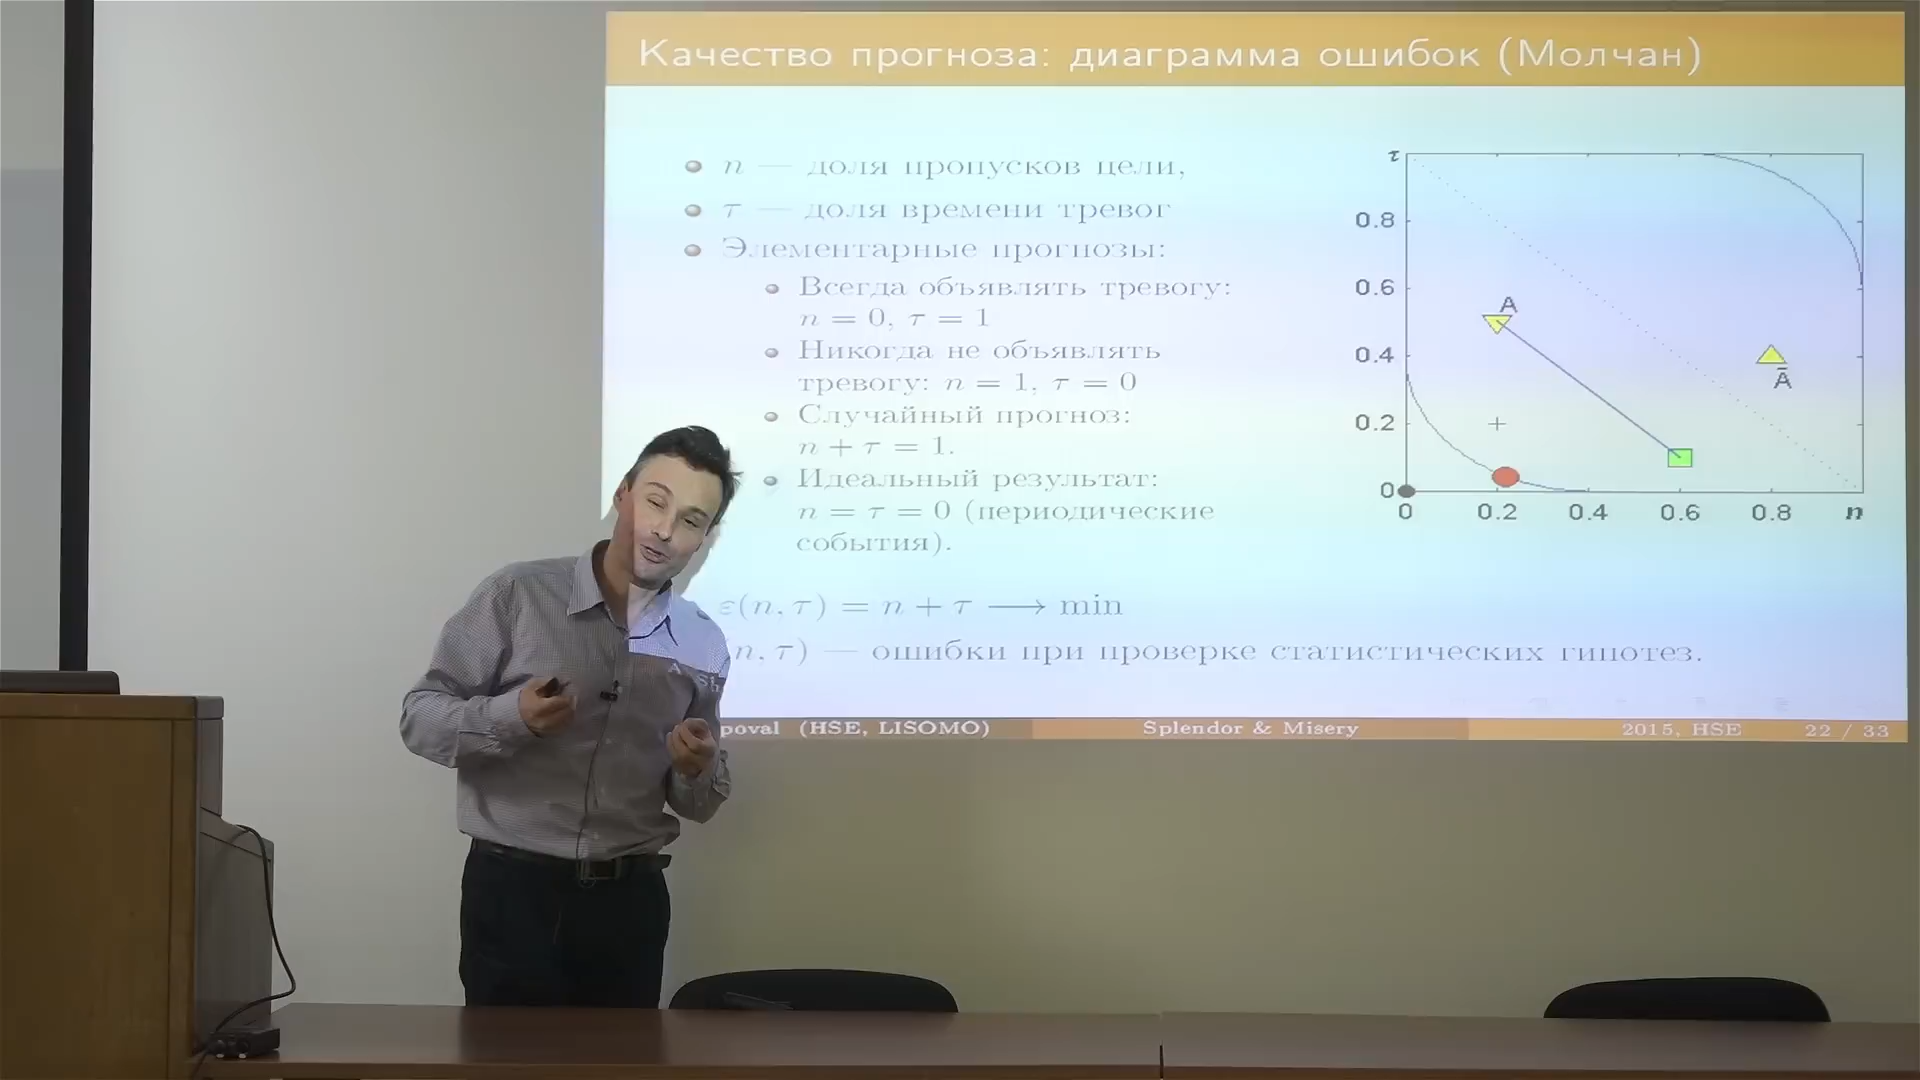 Качество прогноза: диаграмма ошибок (Молчан)
n — доля пропусков цели,
τ — доля времени тревог
Элементарные прогнозы:
Всегда объявлять тревогу:
n = 0, τ = 1
Никогда не объявлять
тревогу: n = 1, τ = 0
Случайный прогноз:
n + τ = 1.
Идеальный результат:
n = τ = 0 (периодические
события).
ε(n, τ) = n + τ ⟶ min
(n, τ) — ошибки при проверке статистических гипотез.
τ
0.8
0.6
0.4
0.2
0
A
Ā
0 0.2 0.4 0.6 0.8 n
poval (HSE, LISOMO)
Splendor & Misery
2015, HSE
22 / 33